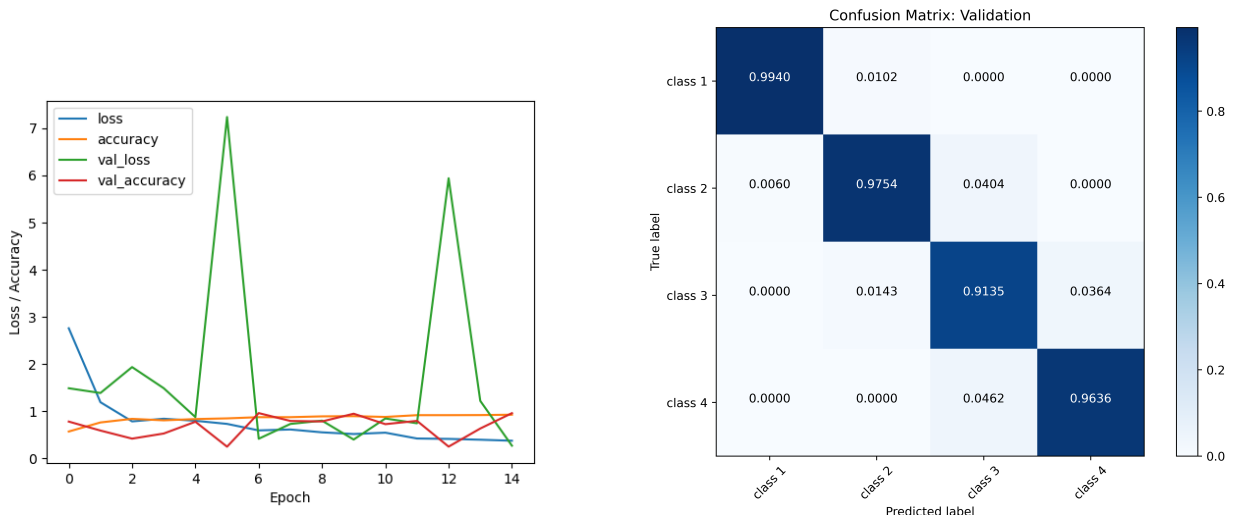 loss
accuracy
val_loss
val_accuracy
7
6
5
4
3
2
1
0
Loss / Accuracy
0 2 4 6 8 10 12 14
Epoch
Confusion Matrix: Validation
True label
class 1 0.9940 0.0102 0.0000 0.0000
class 2 0.0060 0.9754 0.0404 0.0000
class 3 0.0000 0.0143 0.9135 0.0364
class 4 0.0000 0.0000 0.0462 0.9636
class 1 class 2 class 3 class 4
Predicted label
0.8
0.6
0.4
0.2
0.0